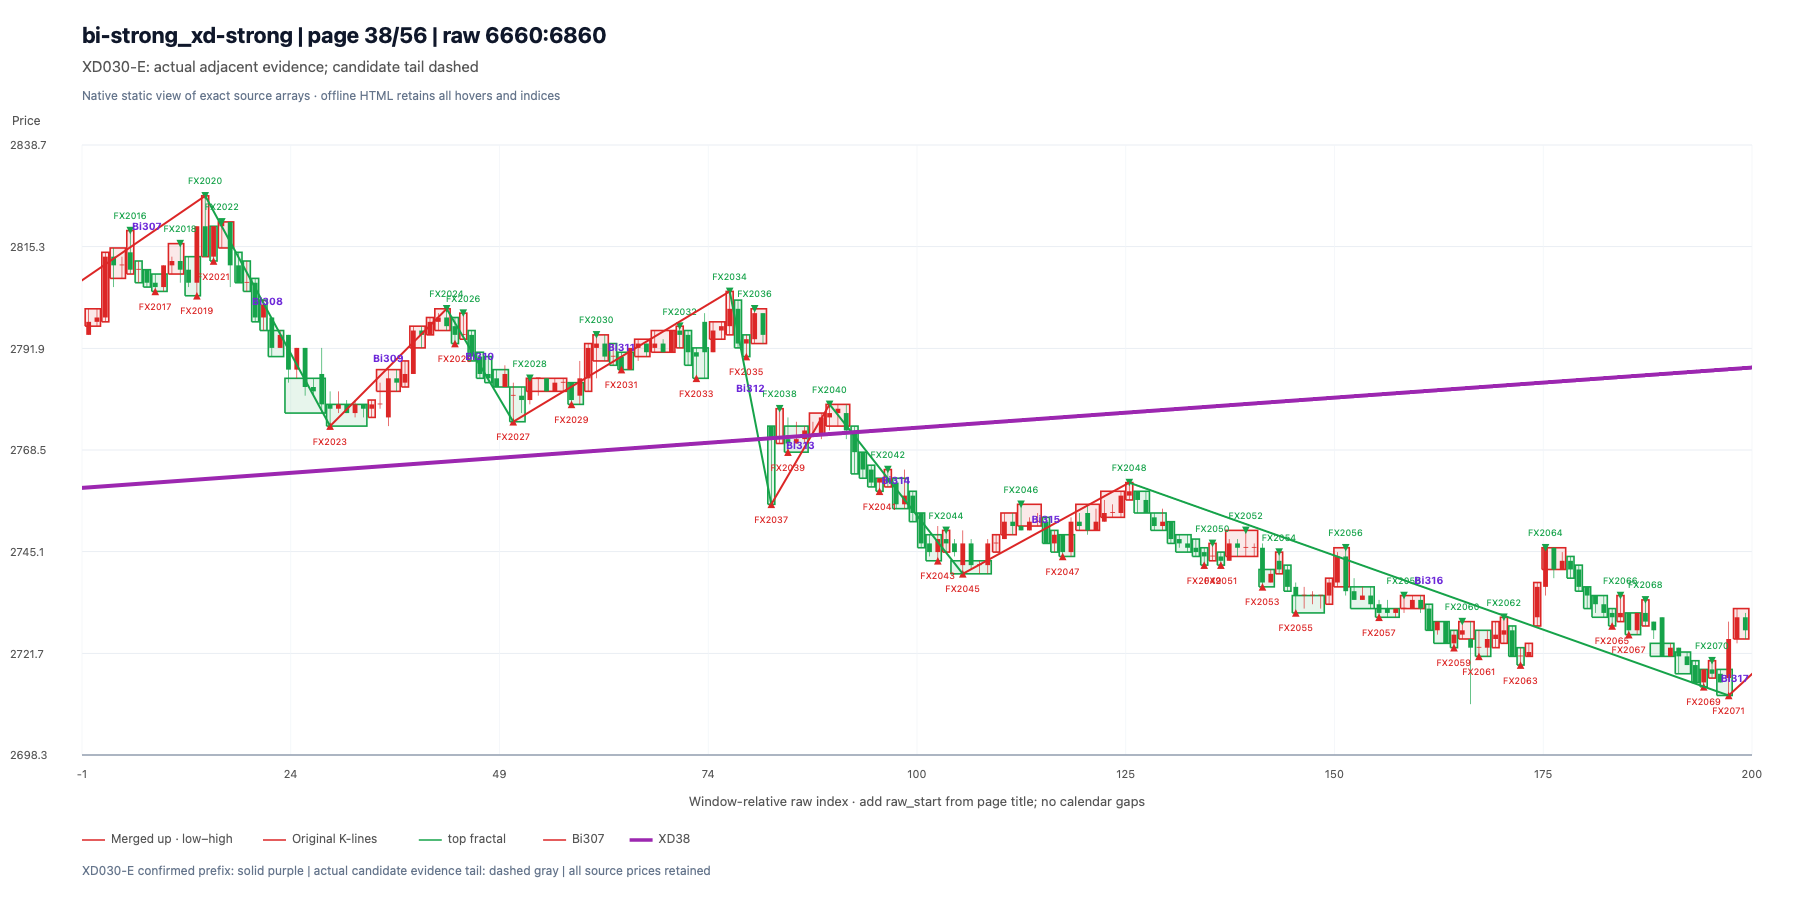 bi-strong_xd-strong | page 38/56 | raw 6660:6860
XD030-E: actual adjacent evidence; candidate tail dashed
Native static view of exact source arrays · offline HTML retains all hovers and indices
Price
2838.7
2815.3
2791.9
2768.5
2745.1
2721.7
2698.3
FX2020
FX2016
FX2022
Bi307
FX2018
FX2021
FX2017
FX2019
Bi308
FX2034
FX2024
FX2036
FX2026
FX2032
FX2030
Bi311
Bi309
Bi310
FX2028
FX2031
FX2035
FX2033
Bi312
FX2038
FX2040
FX2029
FX2027
FX2023
Bi313
FX2042
FX2039
FX2048
Bi314
FX2046
FX2037
FX2044
Bi315
FX2050
FX2052
FX2054
FX2056
FX2064
FX2047
FX2043
FX2045
FX2051
FX2053
Bi316
FX2066
FX2068
FX2060
FX2062
FX2055
FX2057
FX2065
FX2067
FX2070
FX2059
FX2061
FX2063
Bi317
FX2069
FX2071
-1 24 49 74 100 125 150 175 200
Window-relative raw index · add raw_start from page title; no calendar gaps
Merged up · low–high Original K-lines top fractal Bi307 XD38
XD030-E confirmed prefix: solid purple | actual candidate evidence tail: dashed gray | all source prices retained